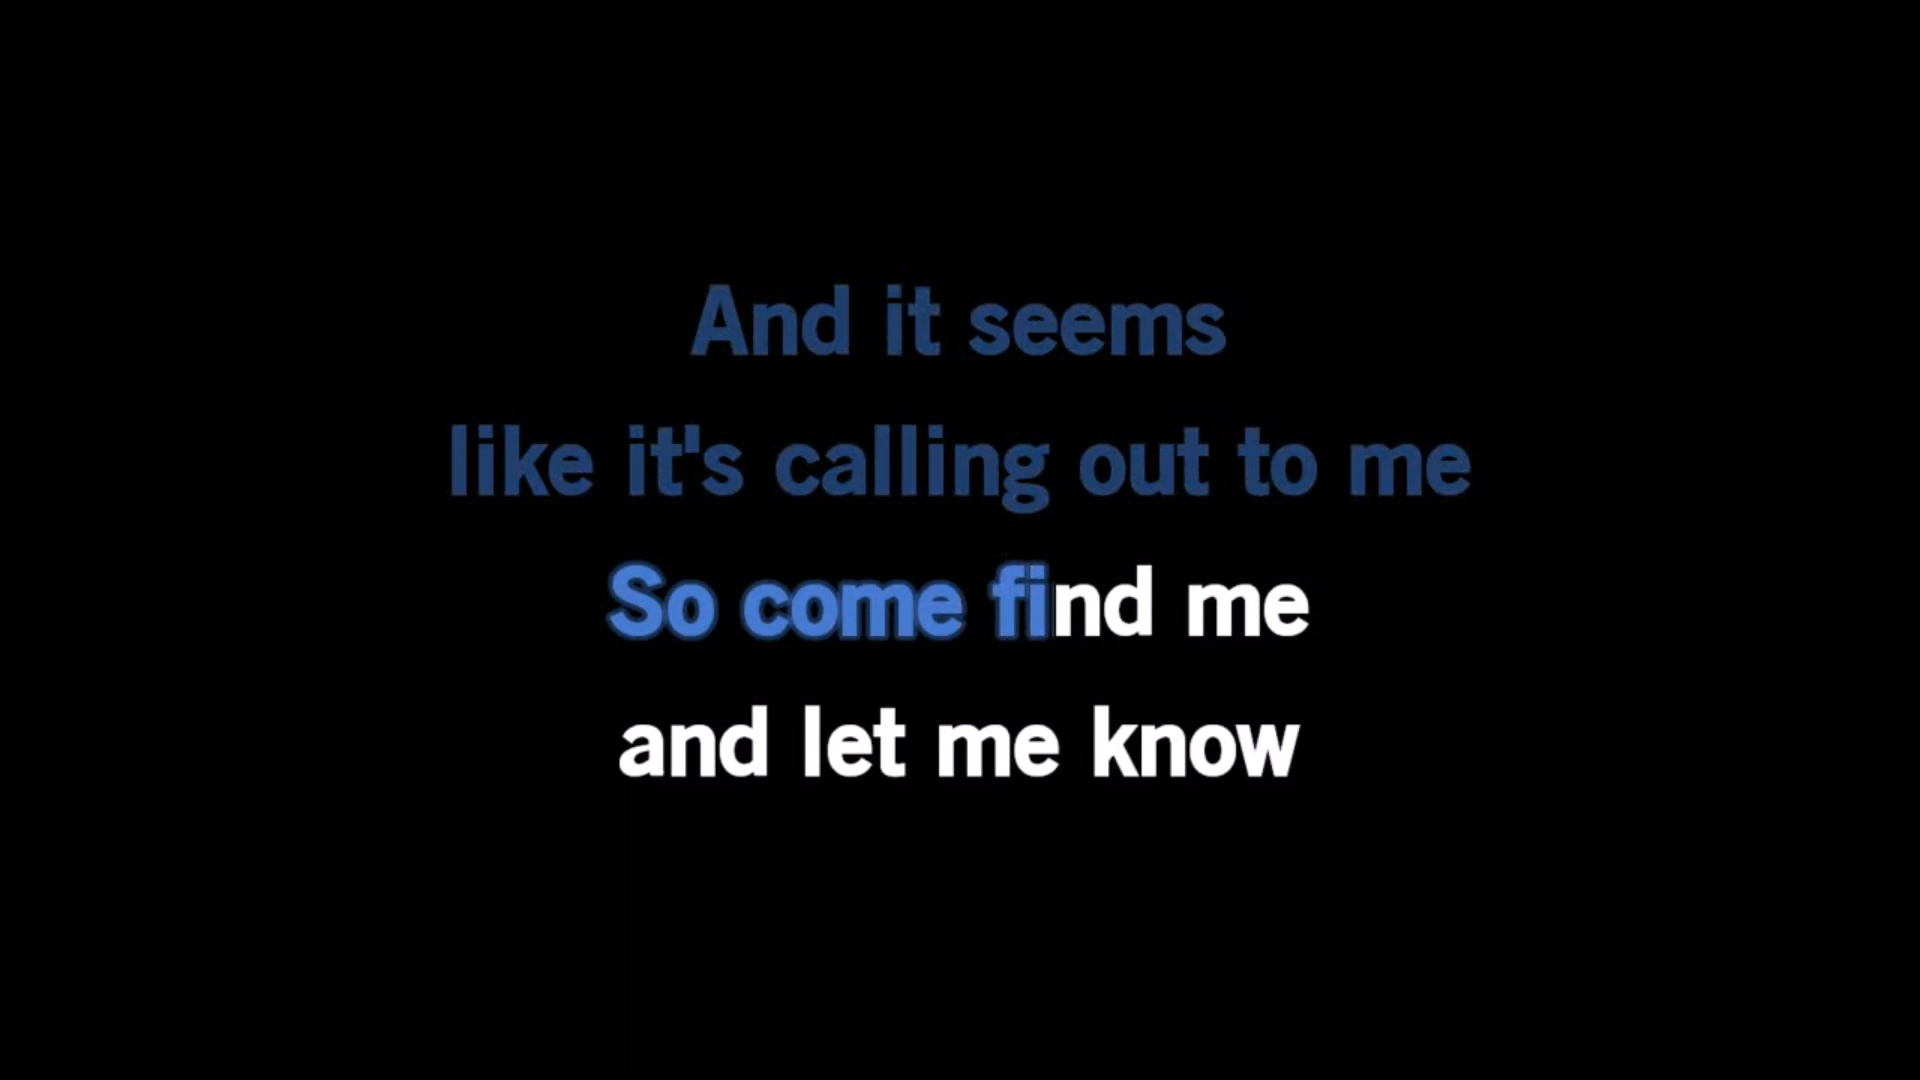 And it seems
like it's calling out to me
So come find me
and let me know